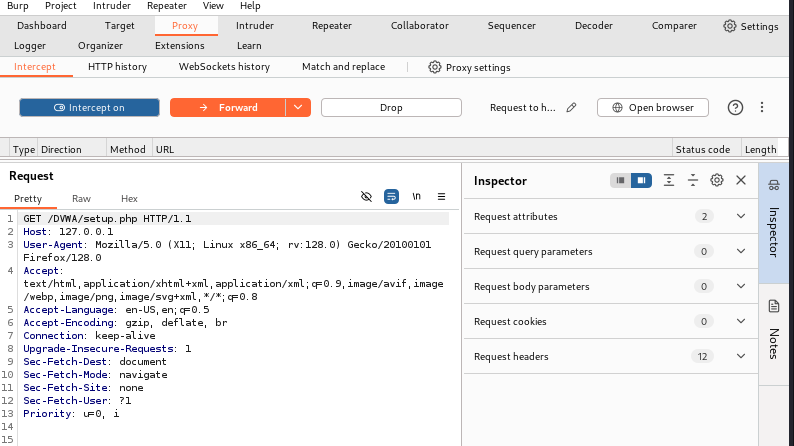 Burp Project Intruder Repeater View Help
Dashboard Target Proxy Intruder Repeater Collaborator Sequencer Decoder Comparer Settings
Logger Organizer Extensions Learn
Intercept HTTP history WebSockets history Match and replace Proxy settings
Intercept on Forward Drop Request to h... Open browser
Type Direction Method URL Status code Length
Request
Pretty Raw Hex \n
1 GET /DVWA/setup.php HTTP/1.1
2 Host: 127.0.0.1
3 User-Agent: Mozilla/5.0 (X11; Linux x86_64; rv:128.0) Gecko/20100101
Firefox/128.0
4 Accept:
text/html,application/xhtml+xml,application/xml;q=0.9,image/avif,image
/webp,image/png,image/svg+xml,*/*;q=0.8
5 Accept-Language: en-US,en;q=0.5
6 Accept-Encoding: gzip, deflate, br
7 Connection: keep-alive
8 Upgrade-Insecure-Requests: 1
9 Sec-Fetch-Dest: document
10 Sec-Fetch-Mode: navigate
11 Sec-Fetch-Site: none
12 Sec-Fetch-User: ?1
13 Priority: u=0, i
14
15
Inspector
Request attributes 2
Request query parameters 0
Request body parameters 0
Request cookies 0
Request headers 12
Inspector
Notes